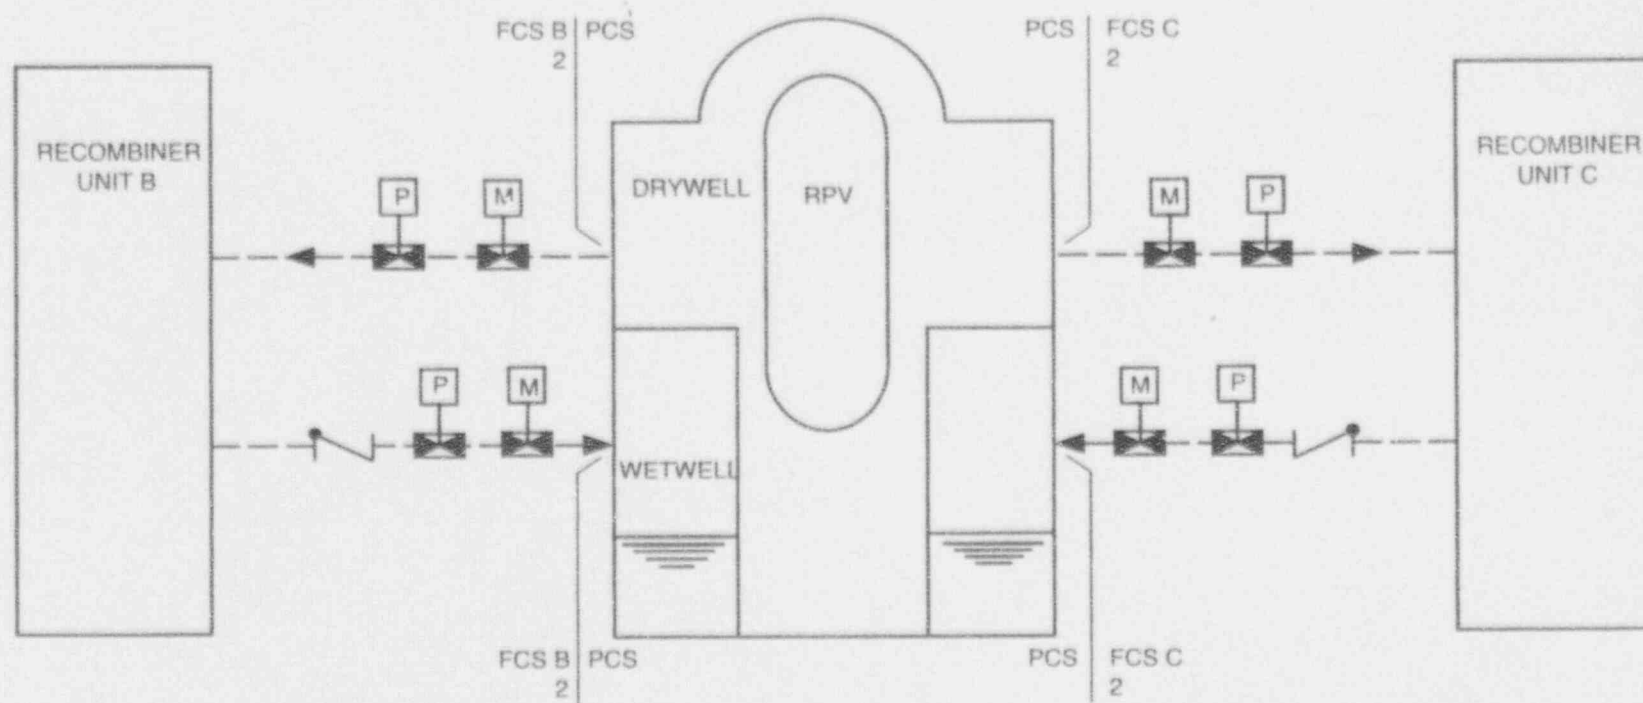 FCS B PCS
2
PCS FCS C
2
RECOMBINER
UNIT B
P
M
DRYWELL
RPV
M
P
RECOMBINER
UNIT C
P
M
WETWELL
M
P
FCS B PCS
2
PCS FCS C
2